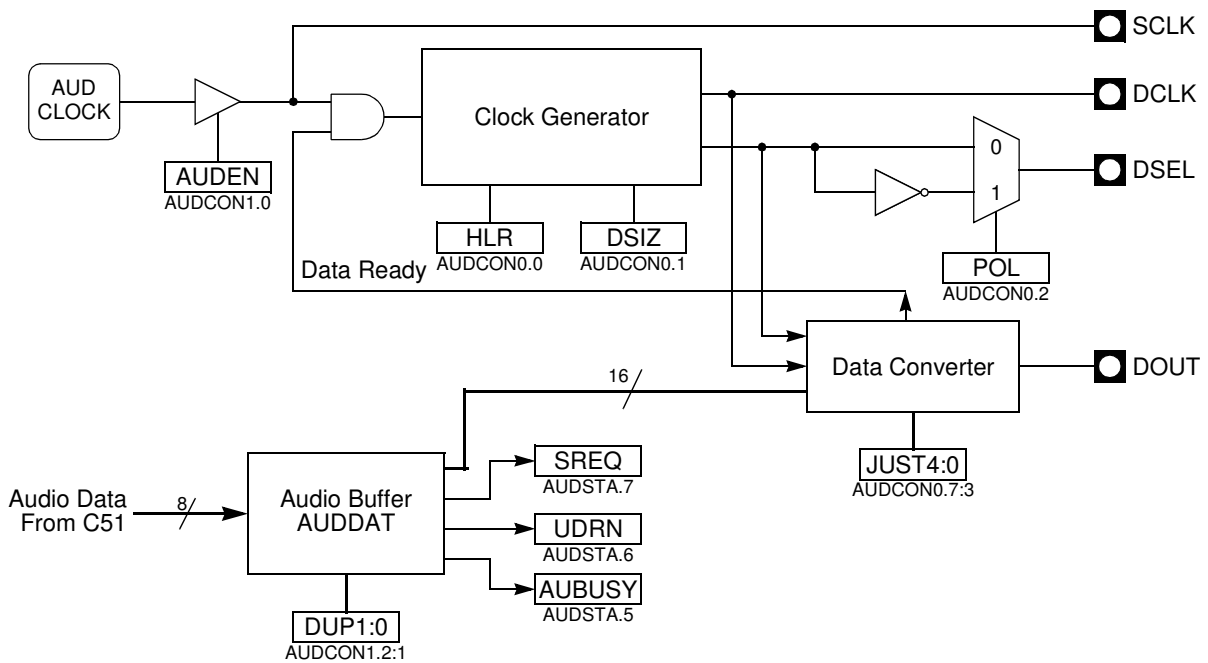 SCLK
AUD
CLOCK
Clock Generator
DCLK
0
DSEL
1
AUDEN
AUDCON1.0
HLR
AUDCON0.0
DSIZ
AUDCON0.1
POL
AUDCON0.2
Data Ready
Data Converter
DOUT
16
JUST4:0
AUDCON0.7:3
SREQ
AUDSTA.7
Audio Data
From C51
8
Audio Buffer
AUDDAT
UDRN
AUDSTA.6
AUBUSY
AUDSTA.5
DUP1:0
AUDCON1.2:1